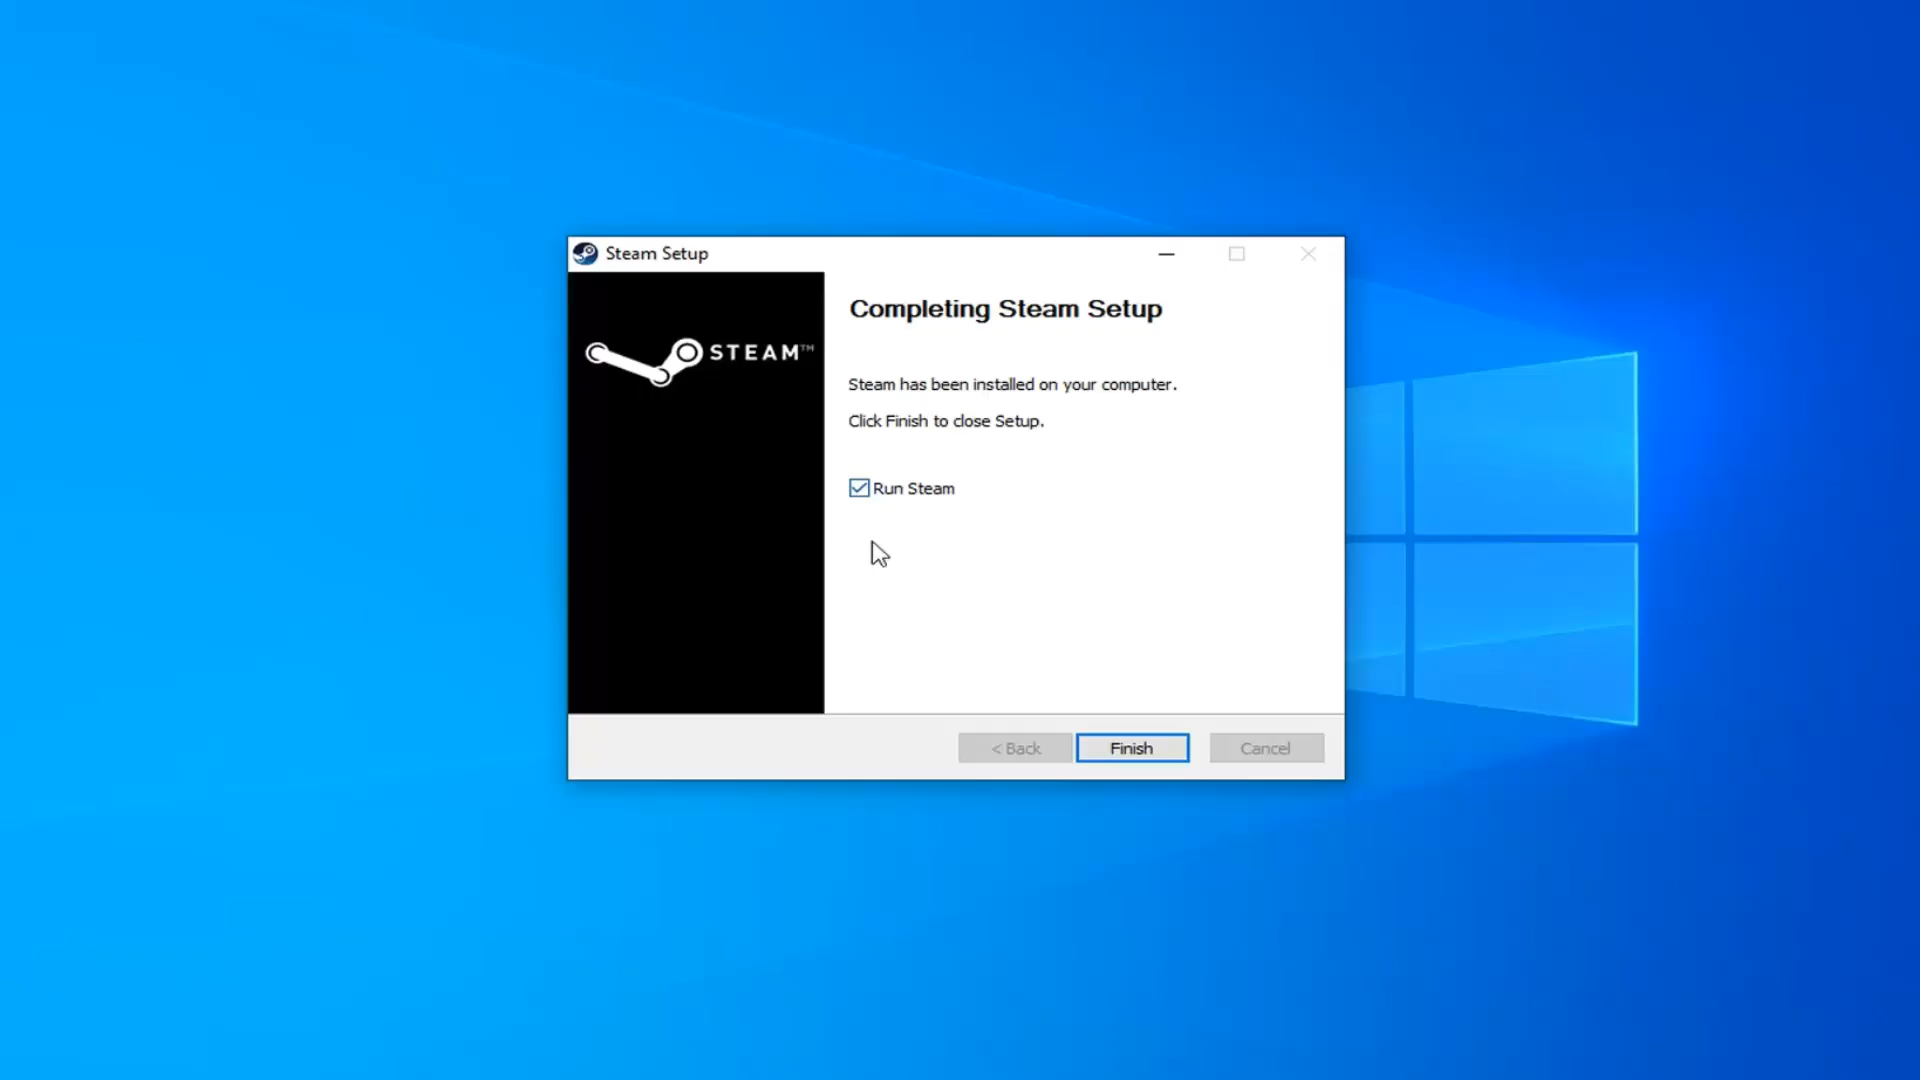 Steam Setup
Completing Steam Setup
STEAM™
Steam has been installed on your computer.
Click Finish to close Setup.
Run Steam
< Back
Finish
Cancel